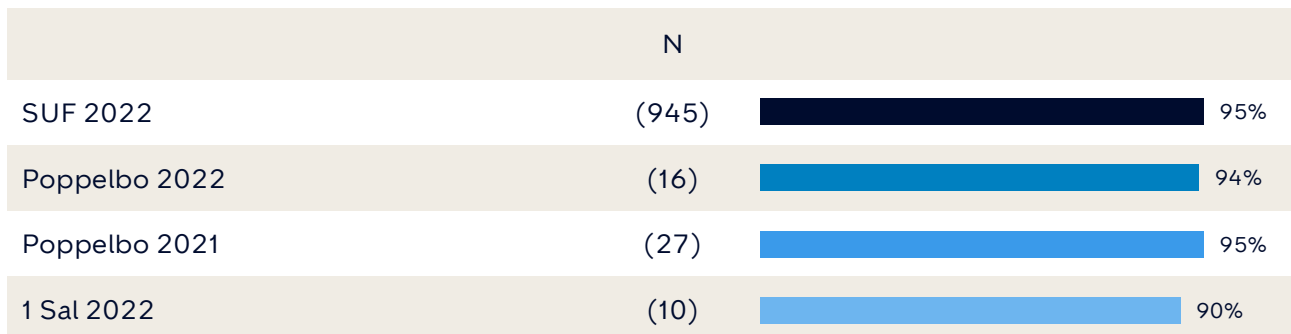 N
SUF 2022 (945) 95%
Poppelbo 2022 (16) 94%
Poppelbo 2021 (27) 95%
1 Sal 2022 (10) 90%